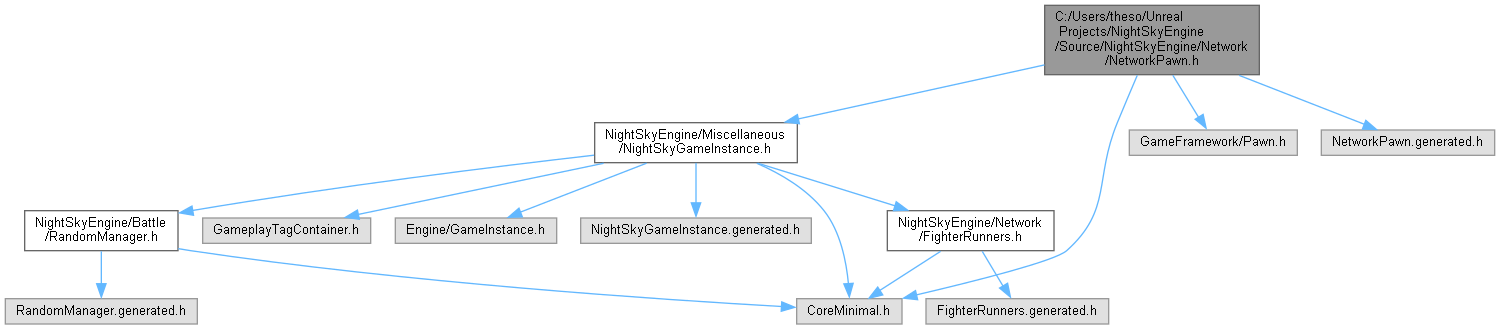 C:/Users/theso/Unreal
Projects/NightSkyEngine
/Source/NightSkyEngine/Network
/NetworkPawn.h
NightSkyEngine/Miscellaneous
/NightSkyGameInstance.h
GameFramework/Pawn.h
NetworkPawn.generated.h
NightSkyEngine/Battle
/RandomManager.h
GameplayTagContainer.h
Engine/GameInstance.h
NightSkyGameInstance.generated.h
NightSkyEngine/Network
/FighterRunners.h
RandomManager.generated.h
CoreMinimal.h
FighterRunners.generated.h